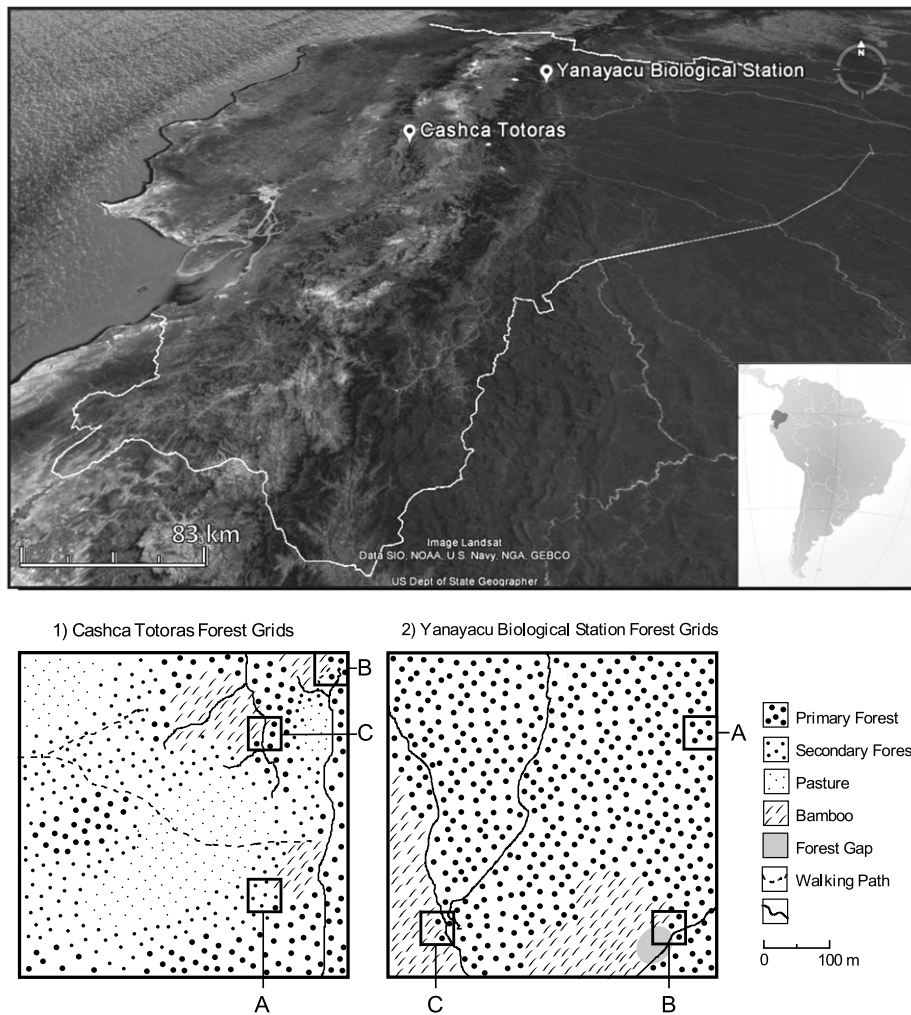 N
Yanayacu Biological Station
Cashca Totoras
83 km
Image Landsat
Data SIO, NOAA, U.S. Navy, NGA, GEBCO
US Dept of State Geographer
1) Cashca Totoras Forest Grids
2) Yanayacu Biological Station Forest Grids
B
C
A
A
C
B
Primary Forest
Secondary Fores
Pasture
Bamboo
Forest Gap
Walking Path
0 100 m